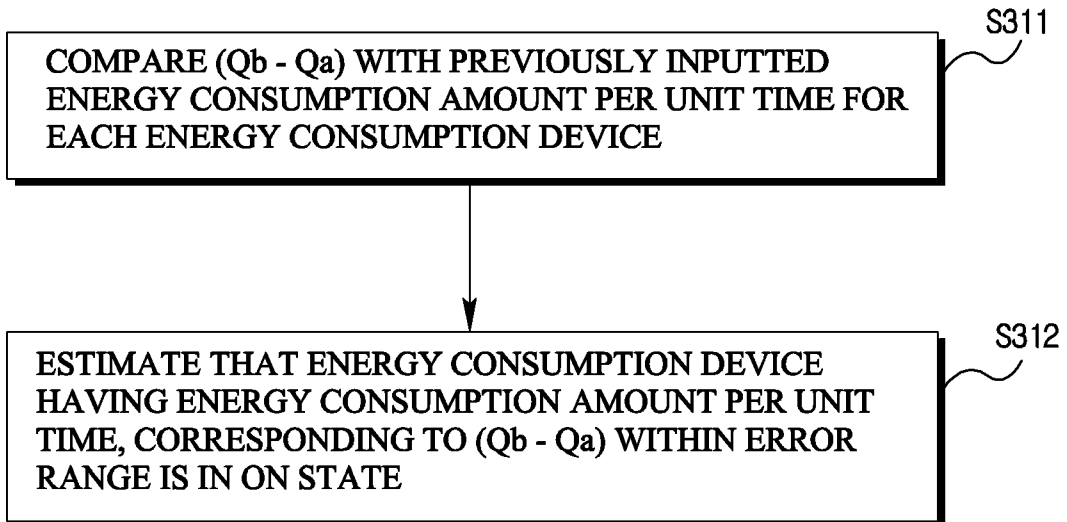 S311
COMPARE (Qb - Qa) WITH PREVIOUSLY INPUTTED
ENERGY CONSUMPTION AMOUNT PER UNIT TIME FOR
EACH ENERGY CONSUMPTION DEVICE
S312
ESTIMATE THAT ENERGY CONSUMPTION DEVICE
HAVING ENERGY CONSUMPTION AMOUNT PER UNIT
TIME, CORRESPONDING TO (Qb - Qa) WITHIN ERROR
RANGE IS IN ON STATE